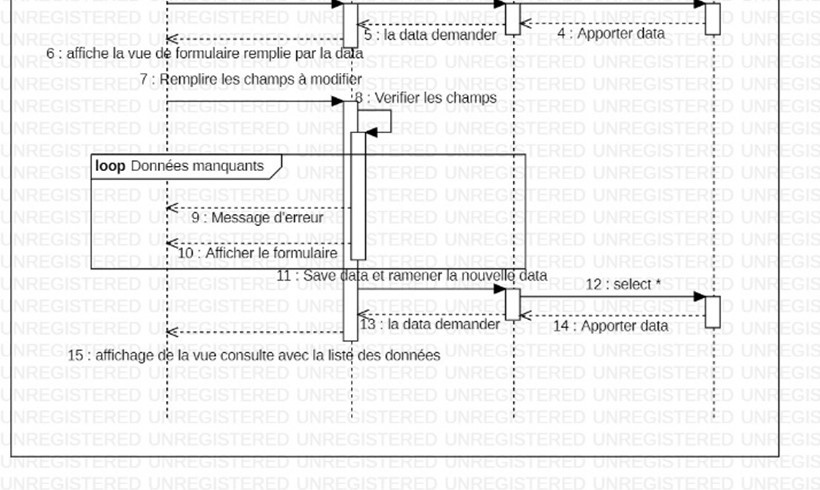 5 : la data demander
4 : Apporter data
6 : affiche la vue de formulaire remplie par la data
7 : Remplire les champs à modifier
8 : Verifier les champs
loop Données manquants
9 : Message d'erreur
10 : Afficher le formulaire
11 : Save data et ramener la nouvelle data
12 : select *
13 : la data demander
14 : Apporter data
15 : affichage de la vue consulte avec la liste des données
UNREGISTERED